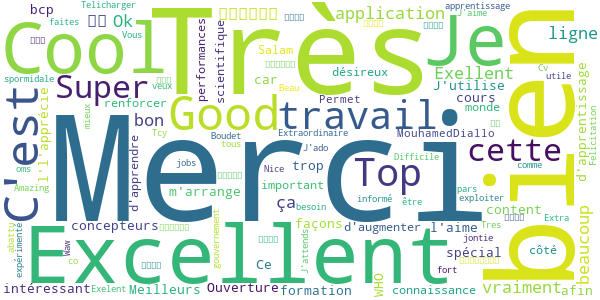 Telicharger
J'aime
apprentissage
bcp
faites
Ok
Très
application
Vous
Je
ligne
Cool
Salam
performances
scientifique
car
désireux
Exellent
Cv
bien
spormidale
Super
veux
J'utilise
utile
Beau
renforcer
Good
Permet
cours
monde
travail
MouhamedDiallo
C'est
l'apprécie
mieux
bon
Tcy
Boudet
Extraordinaire
tous
J'ado
Difficile
cette
d'apprentissage
Félicitation
Merci
d'apprendre
jobs
Nice
trop
Top
comme
oms
Amazing
m'arrange
important
informé
être
pars
exploiter
ça
besoin
content
Extra
beaucoup
concepteurs
façons
d'augmenter
l'aime
Tres
abattu
expérimenté
Excellent
gouvernement
J'attends
jontie
spécial
côté
Waw
co
Ce
WHO
fort
vraiment
afin
intéressant
Exelent
Meilleurs
Ouverture
formation
connaissance